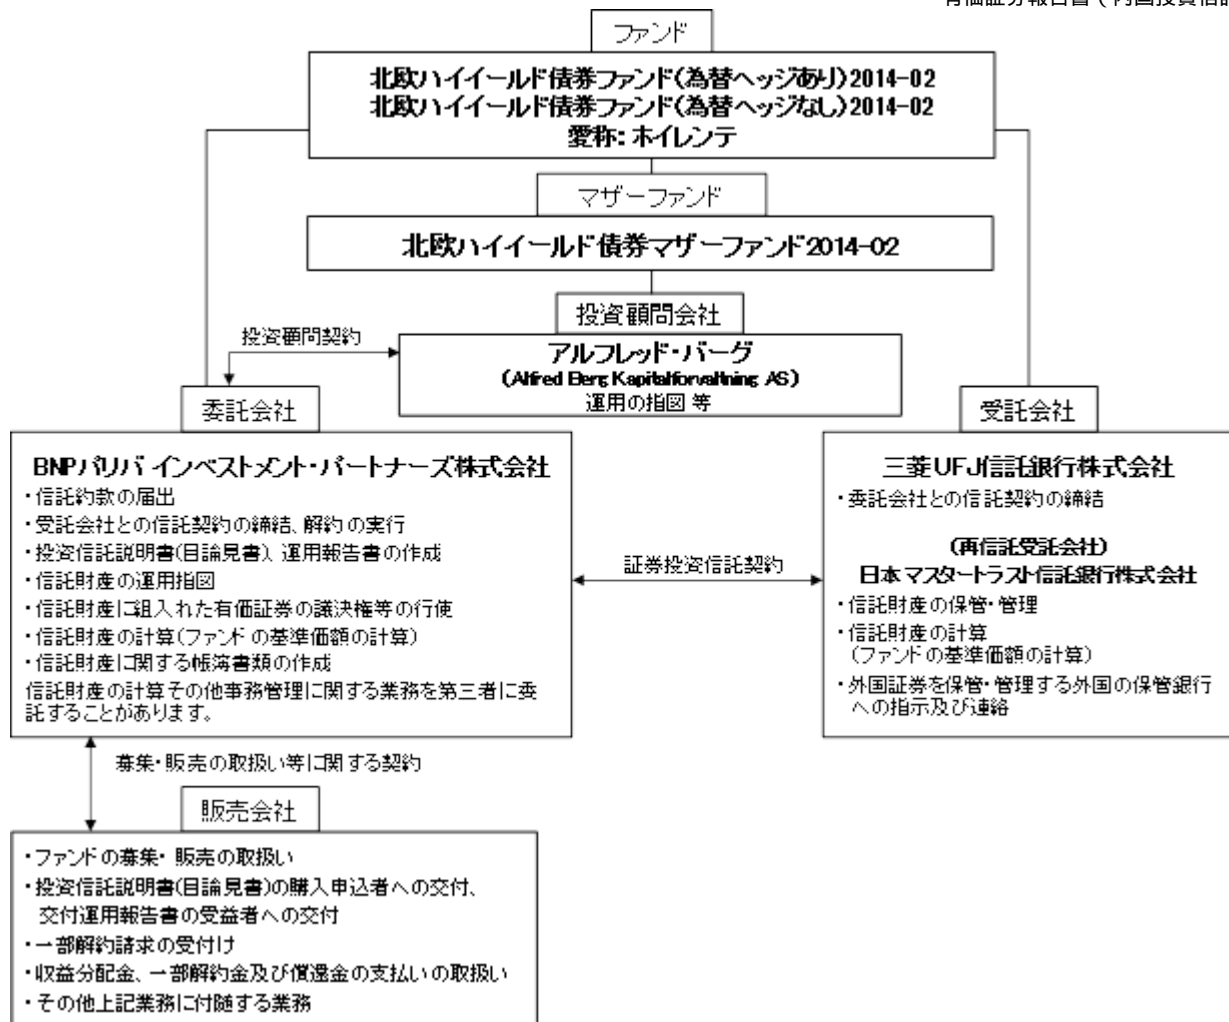 有価証券報告書(内国投資信託
ファンド
北欧ハイイールド債券ファンド(為替ヘッジあり)2014-02
北欧ハイイールド債券ファンド(為替ヘッジなし)2014-02
愛称:ホイレンテ
マザーファンド
北欧ハイイールド債券マザーファンド2014-02
投資顧問会社
投資顧問契約
アルフレッド・バーグ
(Alfred Berg Kapitalforvaltning AS)
運用の指図 等
委託会社
受託会社
BNPパリバ インベストメント・パートナーズ株式会社
・信託約款の届出
・受託会社との信託契約の締結、解約の実行
・投資信託説明書(目論見書)、運用報告書の作成
・信託財産の運用指図
・信託財産に組入れた有価証券の議決権等の行使
・信託財産の計算(ファンドの基準価額の計算)
・信託財産に関する帳簿書類の作成
信託財産の計算その他事務管理に関する業務を第三者に委
託することがあります。
証券投資信託契約
三菱UFJ信託銀行株式会社
・委託会社との信託契約の締結
(再信託受託会社)
日本マスタートラスト信託銀行株式会社
・信託財産の保管・管理
・信託財産の計算
(ファンドの基準価額の計算)
・外国証券を保管・管理する外国の保管銀行
への指示及び連絡
募集・販売の取扱い等に関する契約
販売会社
・ファンドの募集・販売の取扱い
・投資信託説明書(目論見書)の購入申込者への交付、
交付運用報告書の受益者への交付
・一部解約請求の受付け
・収益分配金、一部解約金及び償還金の支払いの取扱い
・その他上記業務に付随する業務